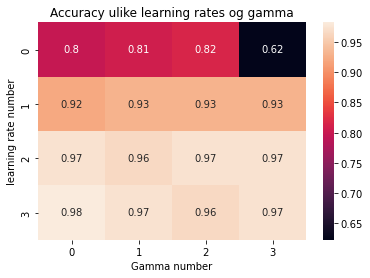 Accuracy ulike learning rates og gamma
learning rate number
0 0.8 0.81 0.82 0.62
1 0.92 0.93 0.93 0.93
2 0.97 0.96 0.97 0.97
3 0.98 0.97 0.96 0.97
0 1 2 3
Gamma number
0.95
0.90
0.85
0.80
0.75
0.70
0.65